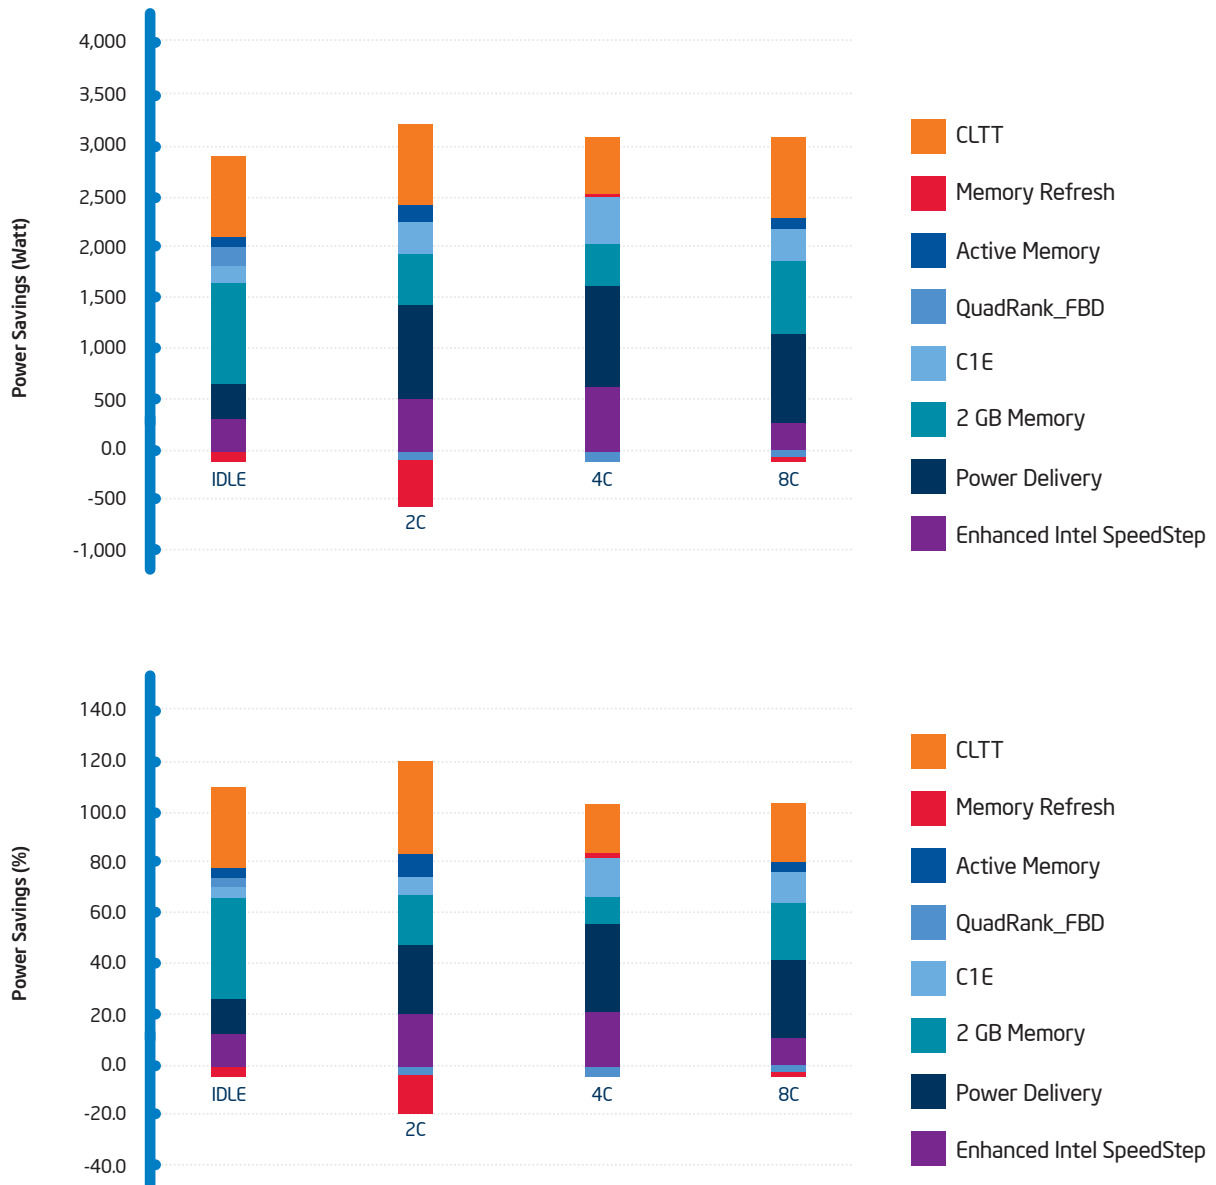 Power Savings (Watt)
4,000
3,500
3,000
2,500
2,000
1,500
1,000
500
0.0
-500
-1,000
IDLE
2C
4C
8C
CLTT
Memory Refresh
Active Memory
QuadRank_FBD
C1E
2 GB Memory
Power Delivery
Enhanced Intel SpeedStep
Power Savings (%)
140.0
120.0
100.0
80.0
60.0
40.0
20.0
0.0
-20.0
-40.0
IDLE
2C
4C
8C
CLTT
Memory Refresh
Active Memory
QuadRank_FBD
C1E
2 GB Memory
Power Delivery
Enhanced Intel SpeedStep